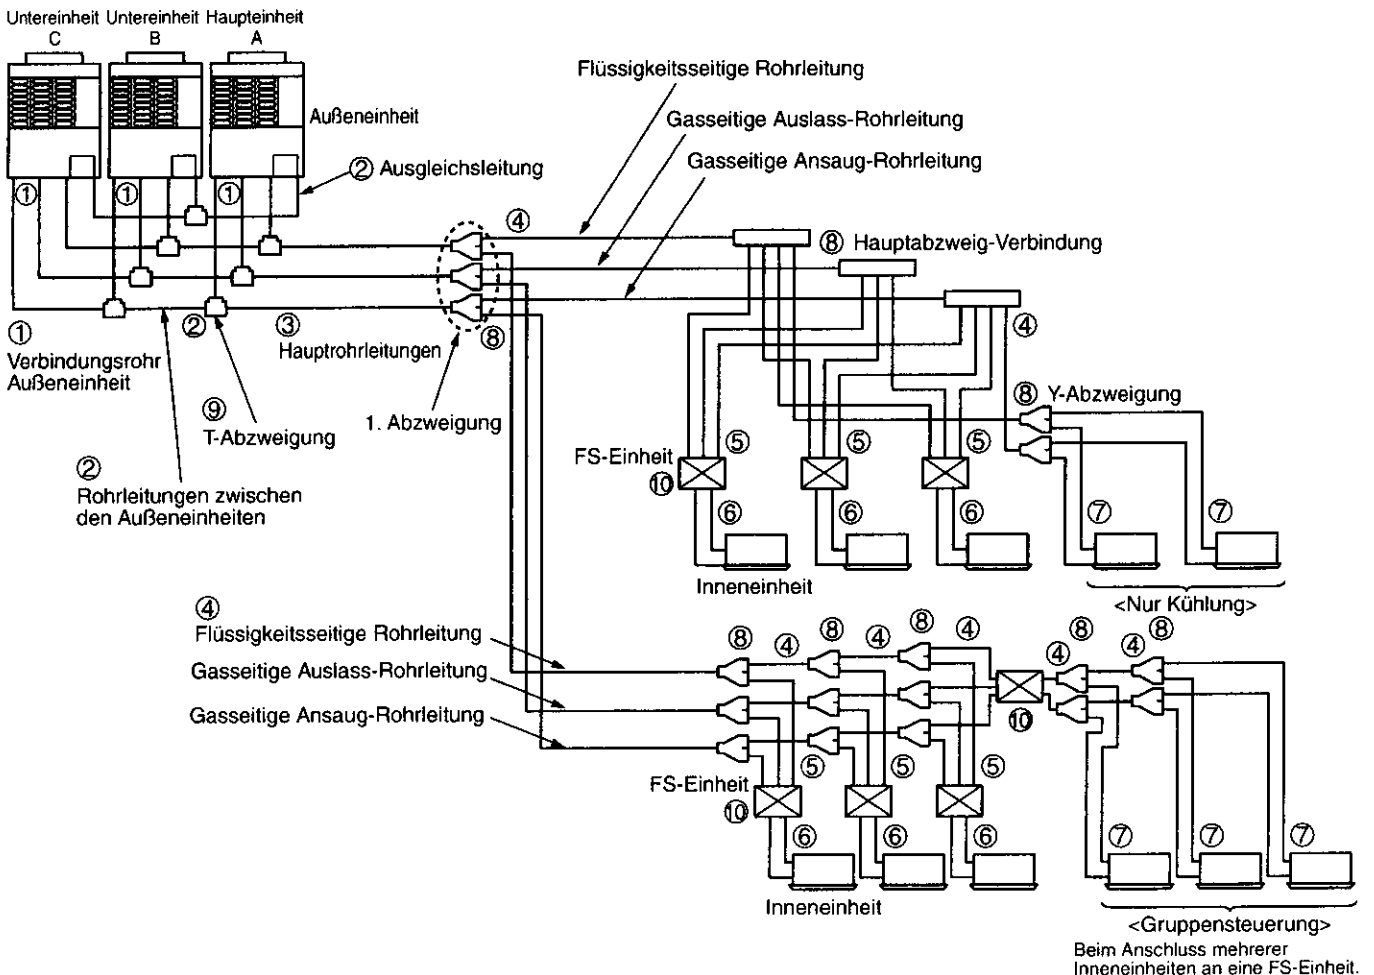 Untereinheit Untereinheit Haupteinheit
C B A
Flüssigkeitsseitige Rohrleitung
Außeneinheit
Gasseitige Auslass-Rohrleitung
② Ausgleichsleitung
Gasseitige Ansaug-Rohrleitung
① ① ①
④
⑧ Hauptabzweig-Verbindung
① ② ③ ⑧ ④
Verbindungsrohr
Außeneinheit
Hauptrohrleitungen
⑨
T-Abzweigung
1. Abzweigung
⑧ Y-Abzweigung
②
Rohrleitungen zwischen
den Außeneinheiten
FS-Einheit
⑩
⑤ ⑤ ⑤
⑥ ⑥ ⑥ ⑦ ⑦
Inneneinheit
<Nur Kühlung>
④
Flüssigkeitsseitige Rohrleitung
Gasseitige Auslass-Rohrleitung
Gasseitige Ansaug-Rohrleitung
⑧ ④ ⑧ ④ ⑧ ④ ④ ⑧ ④ ⑧
⑩
FS-Einheit
⑩
⑤ ⑤ ⑤
⑥ ⑥ ⑥ ⑦ ⑦ ⑦
Inneneinheit
<Gruppensteuerung>
Beim Anschluss mehrerer
Inneneinheiten an eine FS-Einheit.